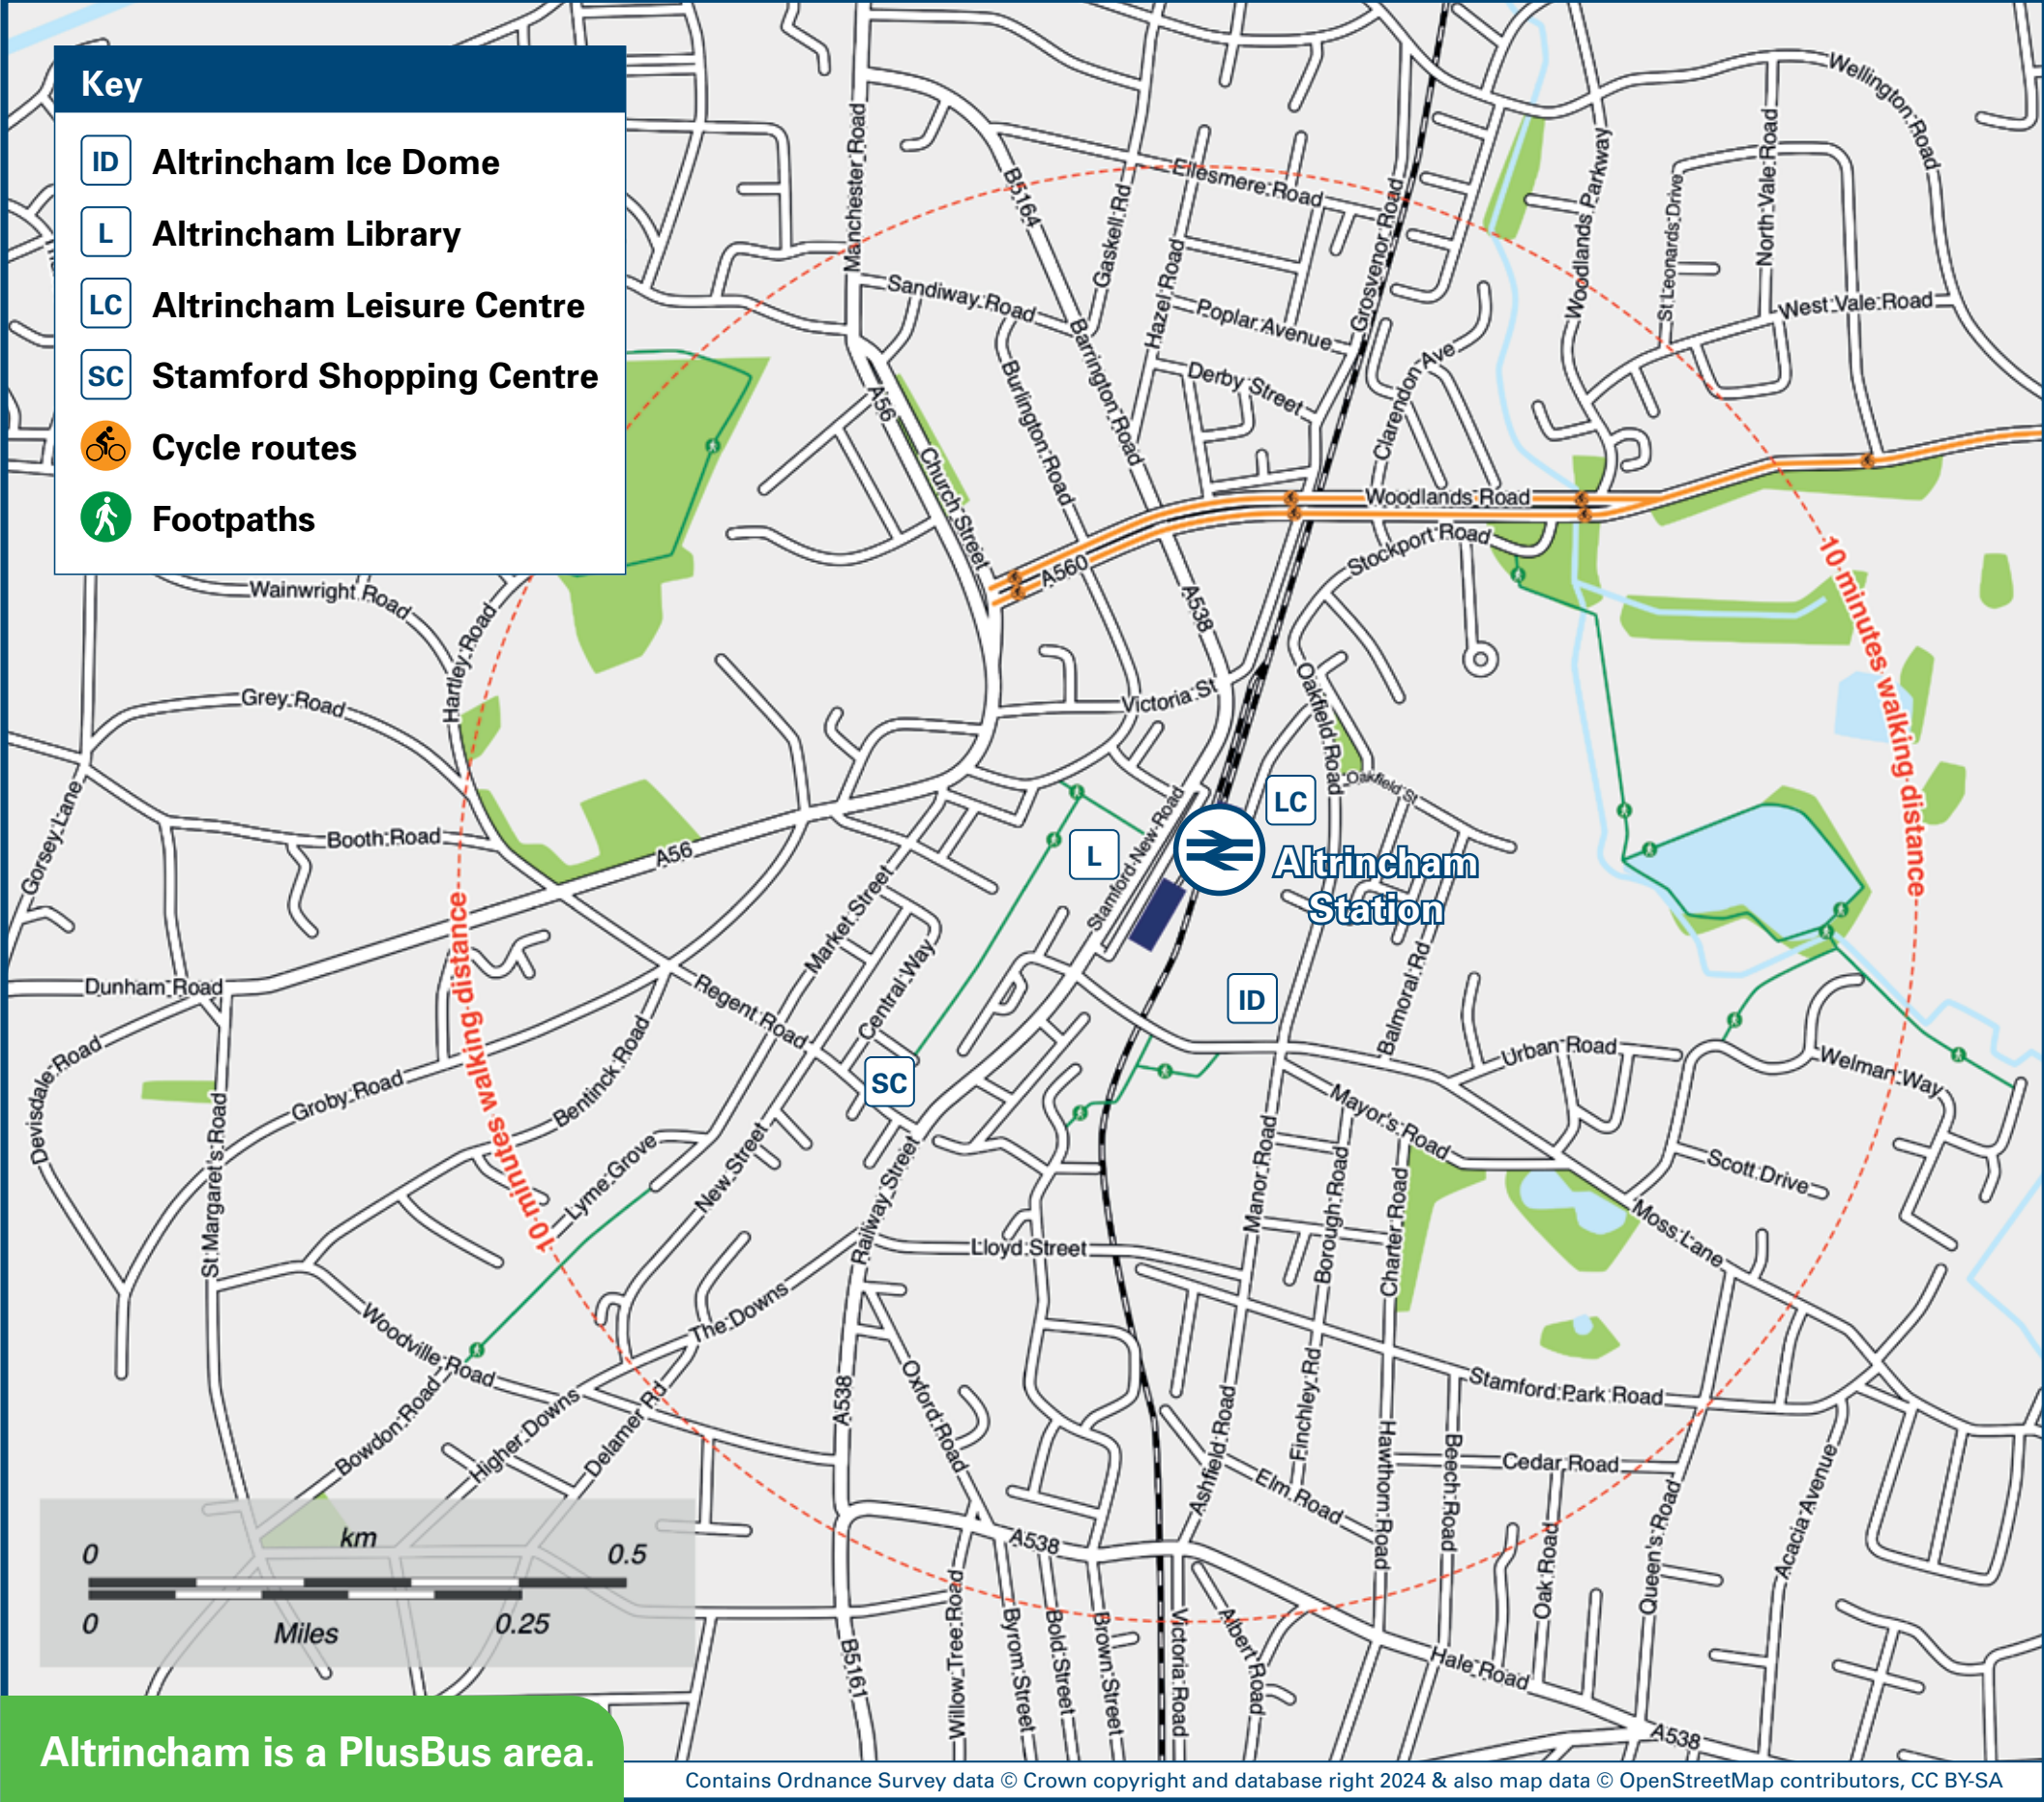 Key
ID Altrincham Ice Dome
L Altrincham Library
LC Altrincham Leisure Centre
SC Stamford Shopping Centre
Cycle routes
Footpaths
Wellington Road
Manchester Road
B5164
Gaskell Rd
Ellesmere Road
Grosvenor Road
Woodlands Parkway
St Leonards Drive
North Vale Road
West Vale Road
Sandiway Road
Hazel Road
Poplar Avenue
Derby Street
Clarendon Ave
Barrington Road
Burlington Road
A56
Church Street
Woodlands Road
Stockport Road
A560
A538
10 minutes walking distance
Wainwright Road
Hartley Road
Grey Road
Victoria St
Oakfield Road
Oakfield St
Gorsey Lane
Booth Road
A56
LC
L
Stamford New Road
Altrincham
Station
Market Street
Central Way
ID
Balmoral Rd
10 minutes walking distance
Dunham Road
Regent Road
Devisdale Road
Groby Road
Bentinck Road
SC
Urban Road
Welman Way
Mayor's Road
St Margaret's Road
Lyme Grove
New Street
Railway Street
Manor Road
Borough Road
Charter Road
Scott Drive
Moss Lane
Lloyd Street
The Downs
Woodville Road
Bowdon Road
Higher Downs
Delamer Rd
A538
Oxford Road
Ashfield Road
Finchley Rd
Stamford Park Road
Hawthorn Road
Beech Road
Cedar Road
Elm Road
Oak Road
Queen's Road
Acacia Avenue
A538
km
0 0.5
0 0.25
Miles
B5161
Willow Tree Road
Byrom Street
Bold Street
Brown Street
Victoria Road
Albert Road
Hale Road
A538
Altrincham is a PlusBus area.
Contains Ordnance Survey data © Crown copyright and database right 2024 & also map data © OpenStreetMap contributors, CC BY-SA